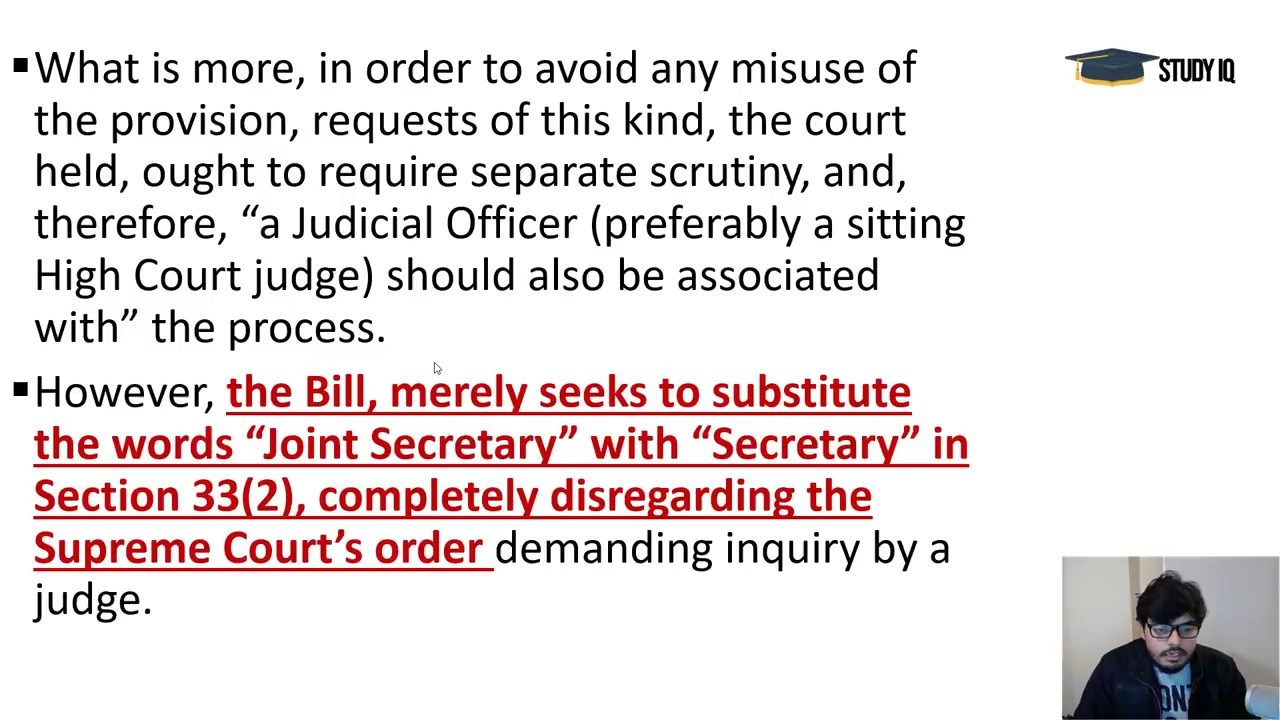 ▪What is more, in order to avoid any misuse of
the provision, requests of this kind, the court
held, ought to require separate scrutiny, and,
therefore, “a Judicial Officer (preferably a sitting
High Court judge) should also be associated
with” the process.
▪However, the Bill, merely seeks to substitute
the words “Joint Secretary” with “Secretary” in
Section 33(2), completely disregarding the
Supreme Court’s order demanding inquiry by a
judge.
STUDY IQ